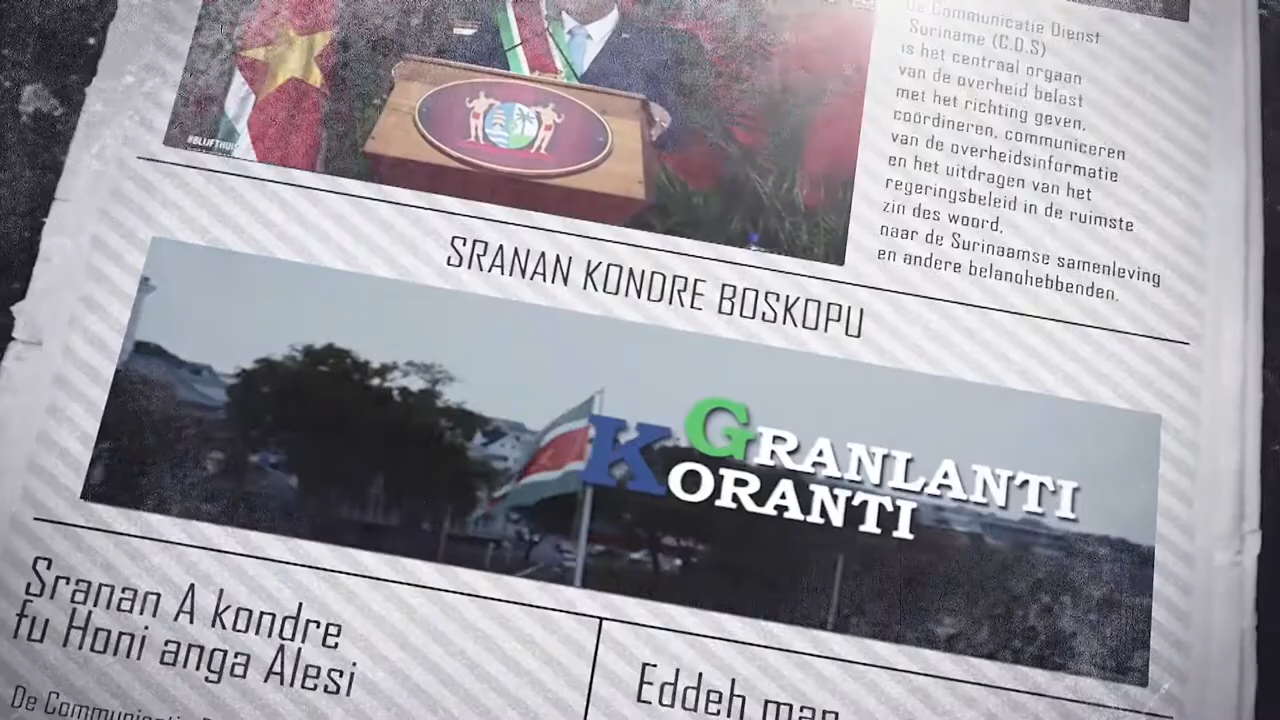 De Communicatie Dienst
Suriname (C.D.S)
is het centraal orgaan
van de overheid belast
met het richting geven,
coördineren, communiceren
van de overheidsinformatie
en het uitdragen van het
regeringsbeleid in de ruimste
zin des woord,
naar de Surinaamse samenleving
en andere belanghebbenden.
SRANAN KONDRE BOSKOPU
GRANLANTI
KORANTI
Sranan A kondre
fu Honi anga Alesi
De
Eddeh man